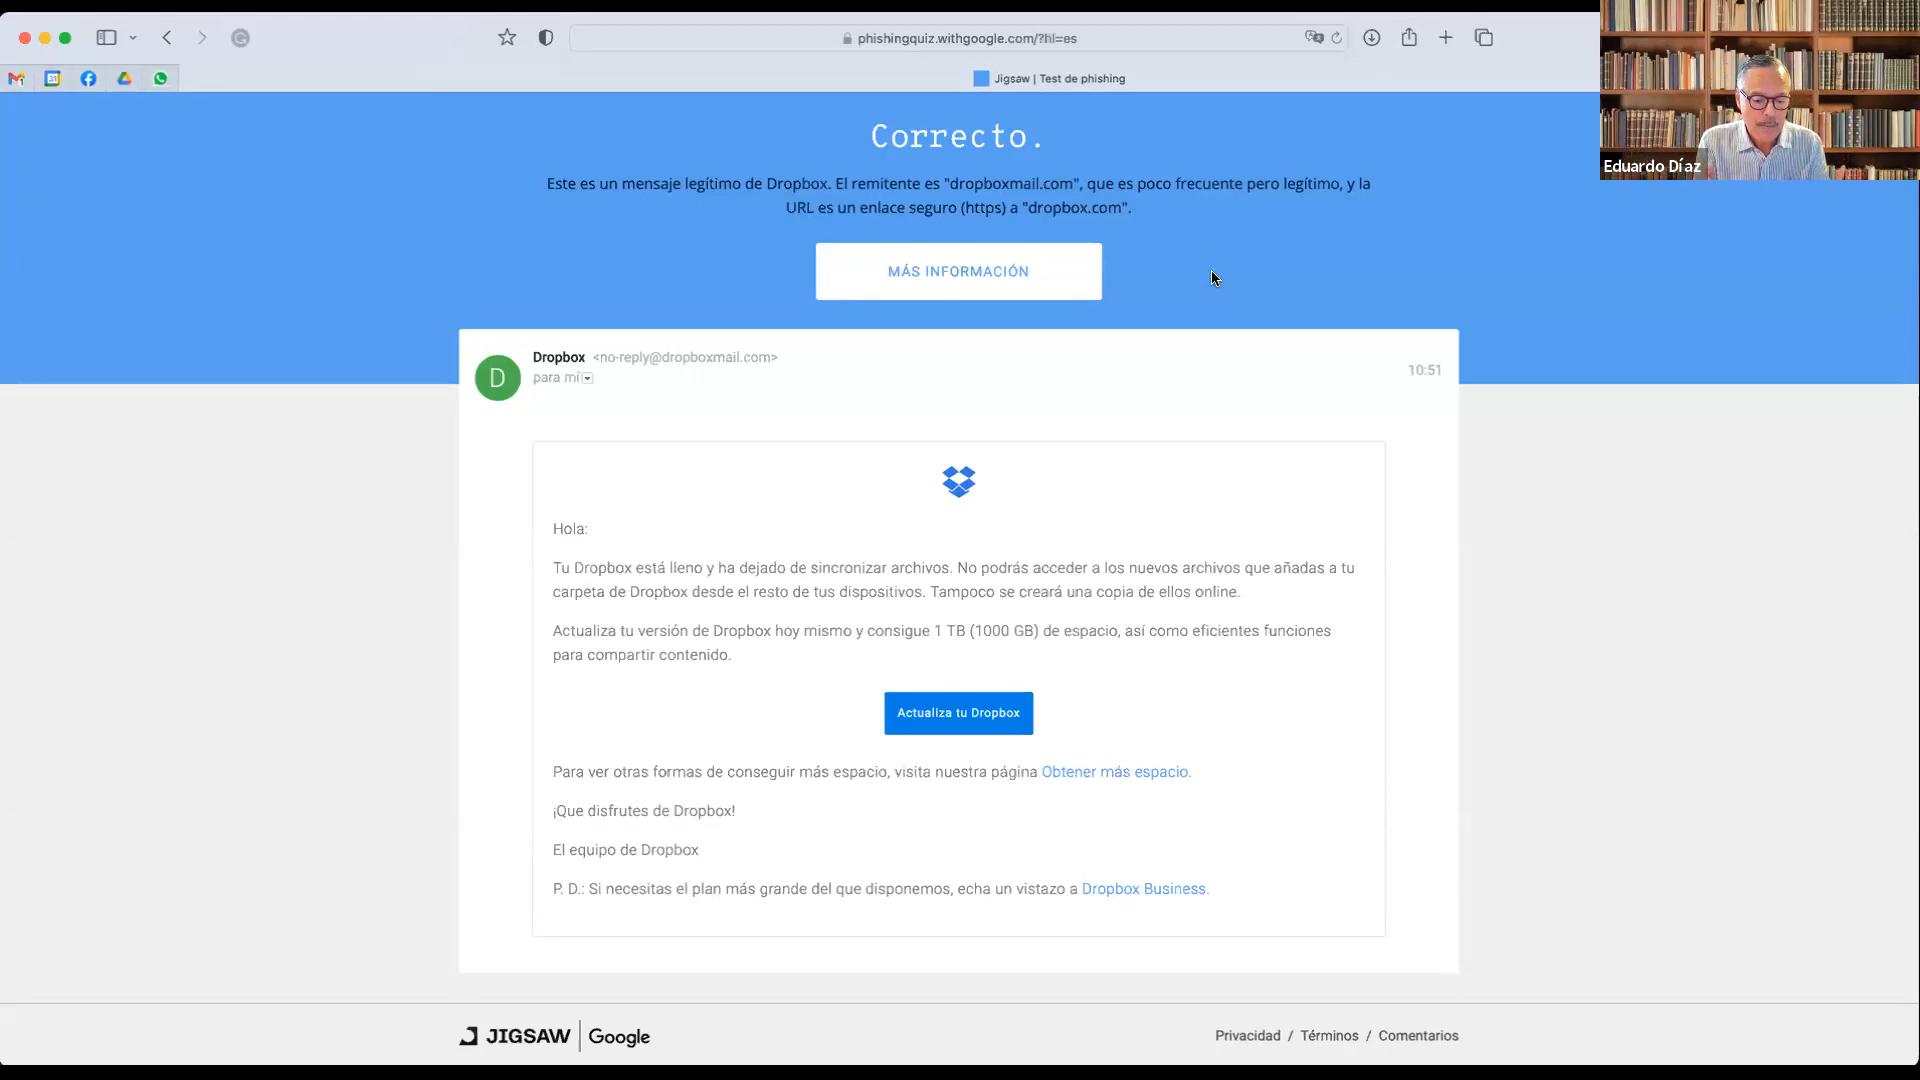 phishingquiz.withgoogle.com/?hl=es
Jigsaw | Test de phishing
Eduardo Díaz
Correcto.
Este es un mensaje legítimo de Dropbox. El remitente es "dropboxmail.com", que es poco frecuente pero legítimo, y la
URL es un enlace seguro (https) a "dropbox.com".
MÁS INFORMACIÓN
D
Dropbox <no-reply@dropboxmail.com>
para mí
10:51
Hola:
Tu Dropbox está lleno y ha dejado de sincronizar archivos. No podrás acceder a los nuevos archivos que añadas a tu
carpeta de Dropbox desde el resto de tus dispositivos. Tampoco se creará una copia de ellos online.
Actualiza tu versión de Dropbox hoy mismo y consigue 1 TB (1000 GB) de espacio, así como eficientes funciones
para compartir contenido.
Actualiza tu Dropbox
Para ver otras formas de conseguir más espacio, visita nuestra página Obtener más espacio.
¡Que disfrutes de Dropbox!
El equipo de Dropbox
P. D.: Si necesitas el plan más grande del que disponemos, echa un vistazo a Dropbox Business.
JIGSAW | Google
Privacidad / Términos / Comentarios